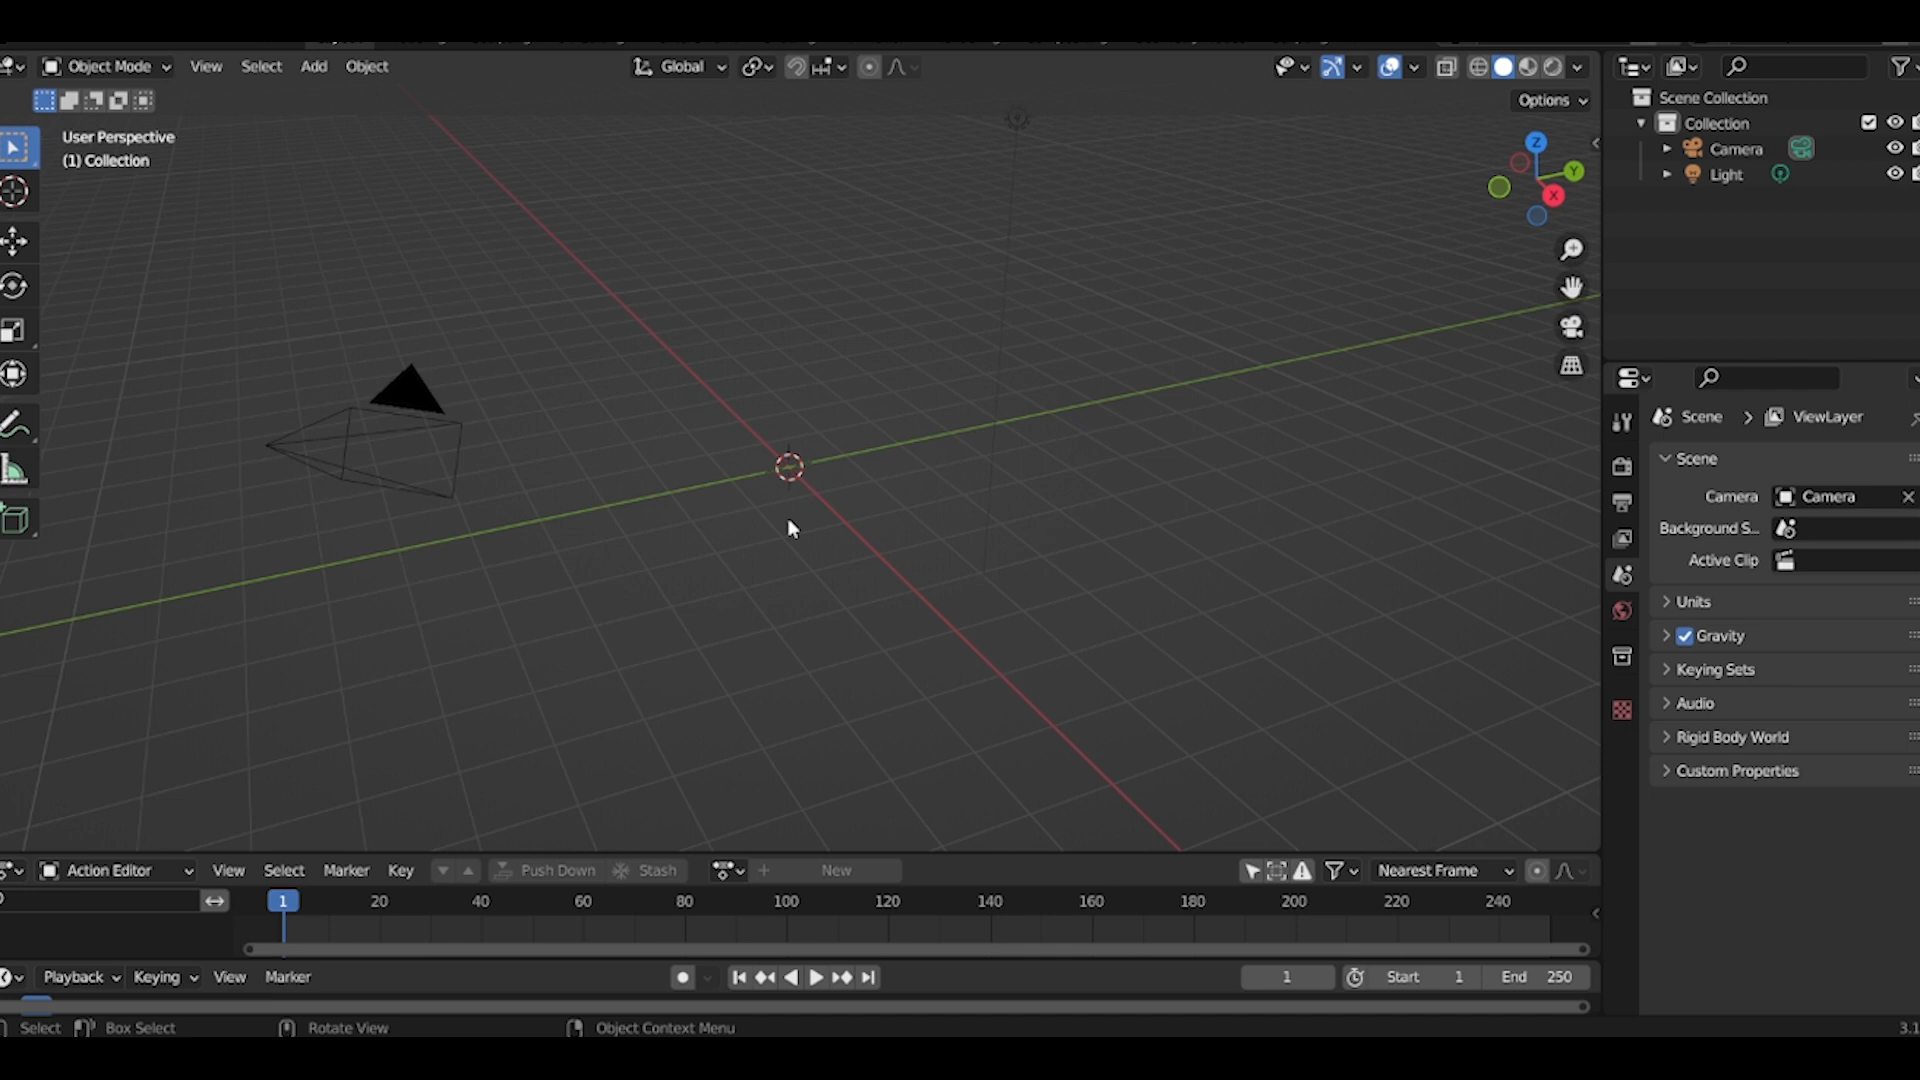 Object Mode View Select Add Object Global
Options
User Perspective
(1) Collection
Z
Y
X
Scene Collection
Collection
Camera
Light
Scene > ViewLayer
Scene
Camera Camera
Background S...
Active Clip
Units
Gravity
Keying Sets
Audio
Rigid Body World
Custom Properties
Action Editor View Select Marker Key Push Down Stash New Nearest Frame
1 20 40 60 80 100 120 140 160 180 200 220 240
Playback Keying View Marker 1 Start 1 End 250
Select Box Select Rotate View Object Context Menu 3.1